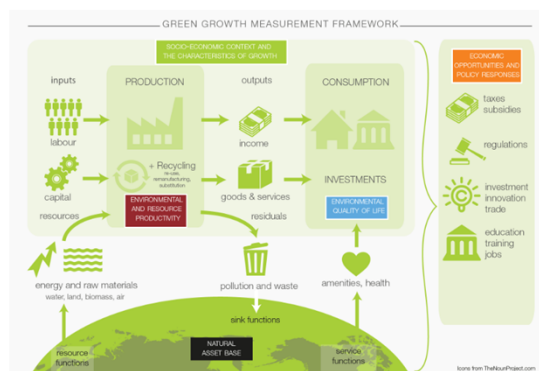 GREEN GROWTH MEASUREMENT FRAMEWORK
SOCIO-ECONOMIC CONTEXT AND
THE CHARACTERISTICS OF GROWTH
inputs
PRODUCTION
outputs
CONSUMPTION
labour
income
+ Recycling
re-use,
remanufacturing,
substitution
INVESTMENTS
capital
goods & services
resources
ENVIRONMENTAL
AND RESOURCE
PRODUCTIVITY
residuals
ENVIRONMENTAL
QUALITY OF LIFE
energy and raw materials
water, land, biomass, air
pollution and waste
amenities, health
sink functions
NATURAL
ASSET BASE
resource
functions
service
functions
ECONOMIC
OPPORTUNITIES AND
POLICY RESPONSES
taxes
subsidies
regulations
C
investment
innovation
trade
education
training
jobs
Icons from TheNounProject.com